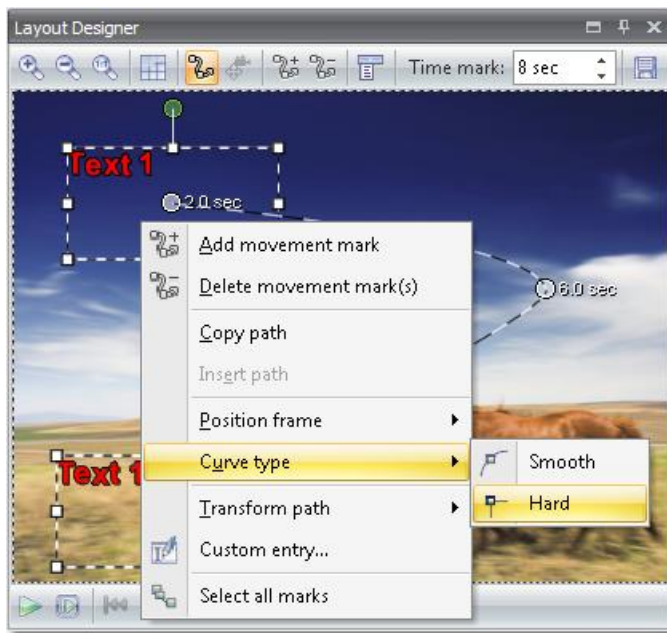 Layout Designer
Time mark: 8 sec
Text 1
2.0 sec
Add movement mark
Delete movement mark(s)
6.0 sec
Copy path
Insert path
Position frame
Curve type
Smooth
Text 1
Hard
Transform path
Custom entry...
Select all marks